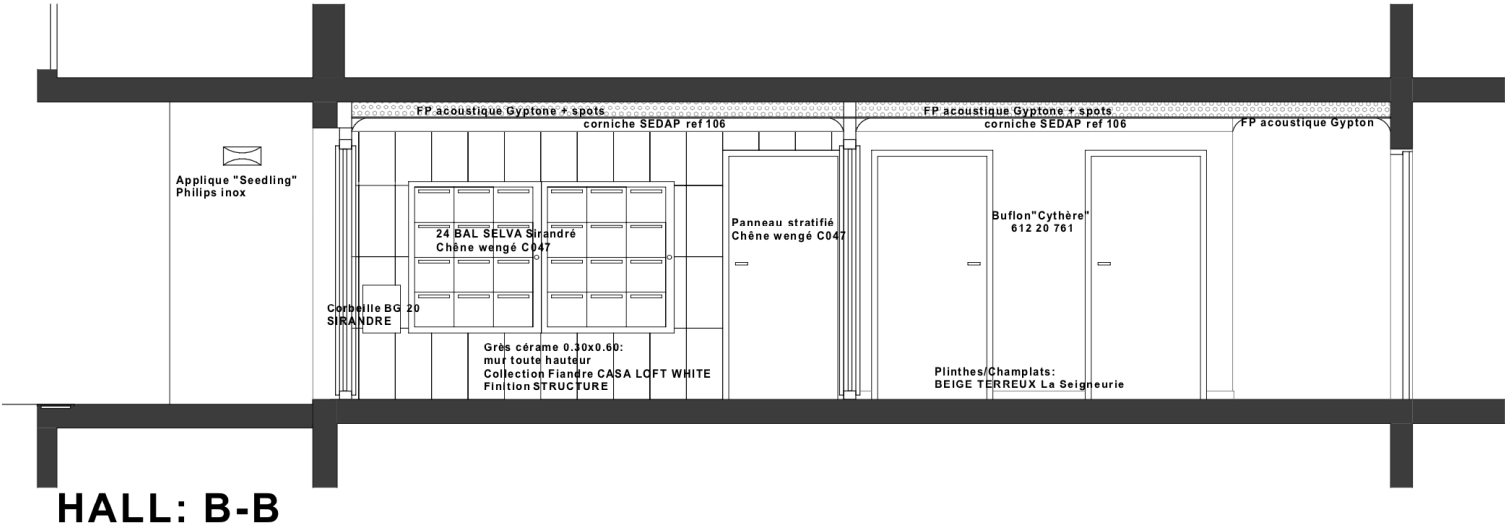 FP acoustique Gyptone + spots
corniche SEDAP ref 106
FP acoustique Gyptone + spots
corniche SEDAP ref 106
FP acoustique Gypton
Applique "Seedling"
Philips inox
24 BAL SELVA Sirandré
Chêne wengé C047
Panneau stratifié
Chêne wengé C047
Buflon"Cythère"
612 20 761
Corbeille BG 20
SIRANDRE
Grès cérame 0.30x0.60:
mur toute hauteur
Collection Fiandre CASA LOFT WHITE
Finition STRUCTURE
Plinthes/Champlats:
BEIGE TERREUX La Seigneurie
HALL: B-B